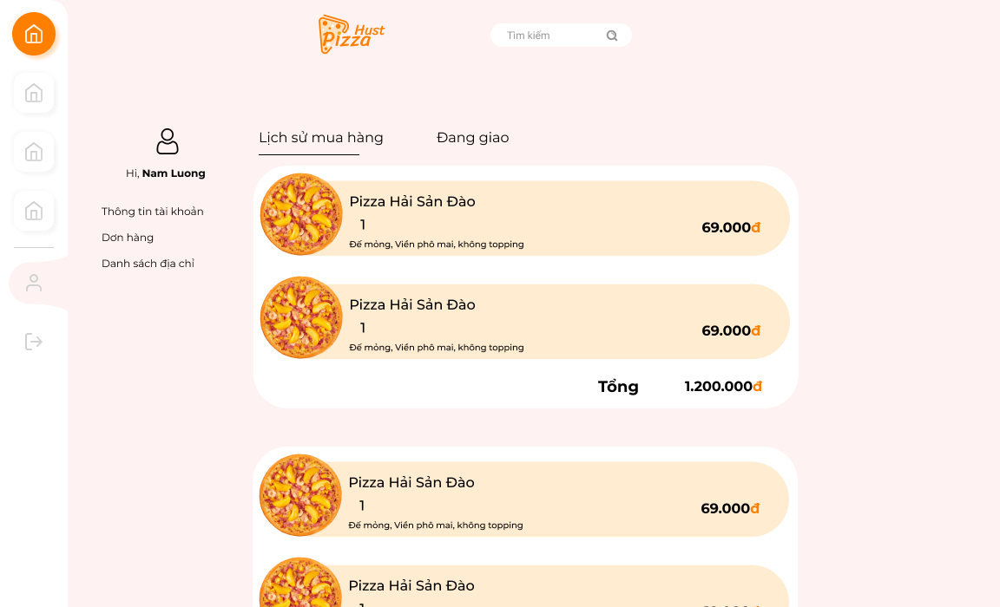 Hust
Pizza
Tìm kiếm
Hi, Nam Luong
Thông tin tài khoản
Dơn hàng
Danh sách địa chỉ
Lịch sử mua hàng
Đang giao
Pizza Hải Sản Đào
1
Đế mỏng, Viền phô mai, không topping
69.000đ
Pizza Hải Sản Đào
1
Đế mỏng, Viền phô mai, không topping
69.000đ
Tổng 1.200.000đ
Pizza Hải Sản Đào
1
Đế mỏng, Viền phô mai, không topping
69.000đ
Pizza Hải Sản Đào